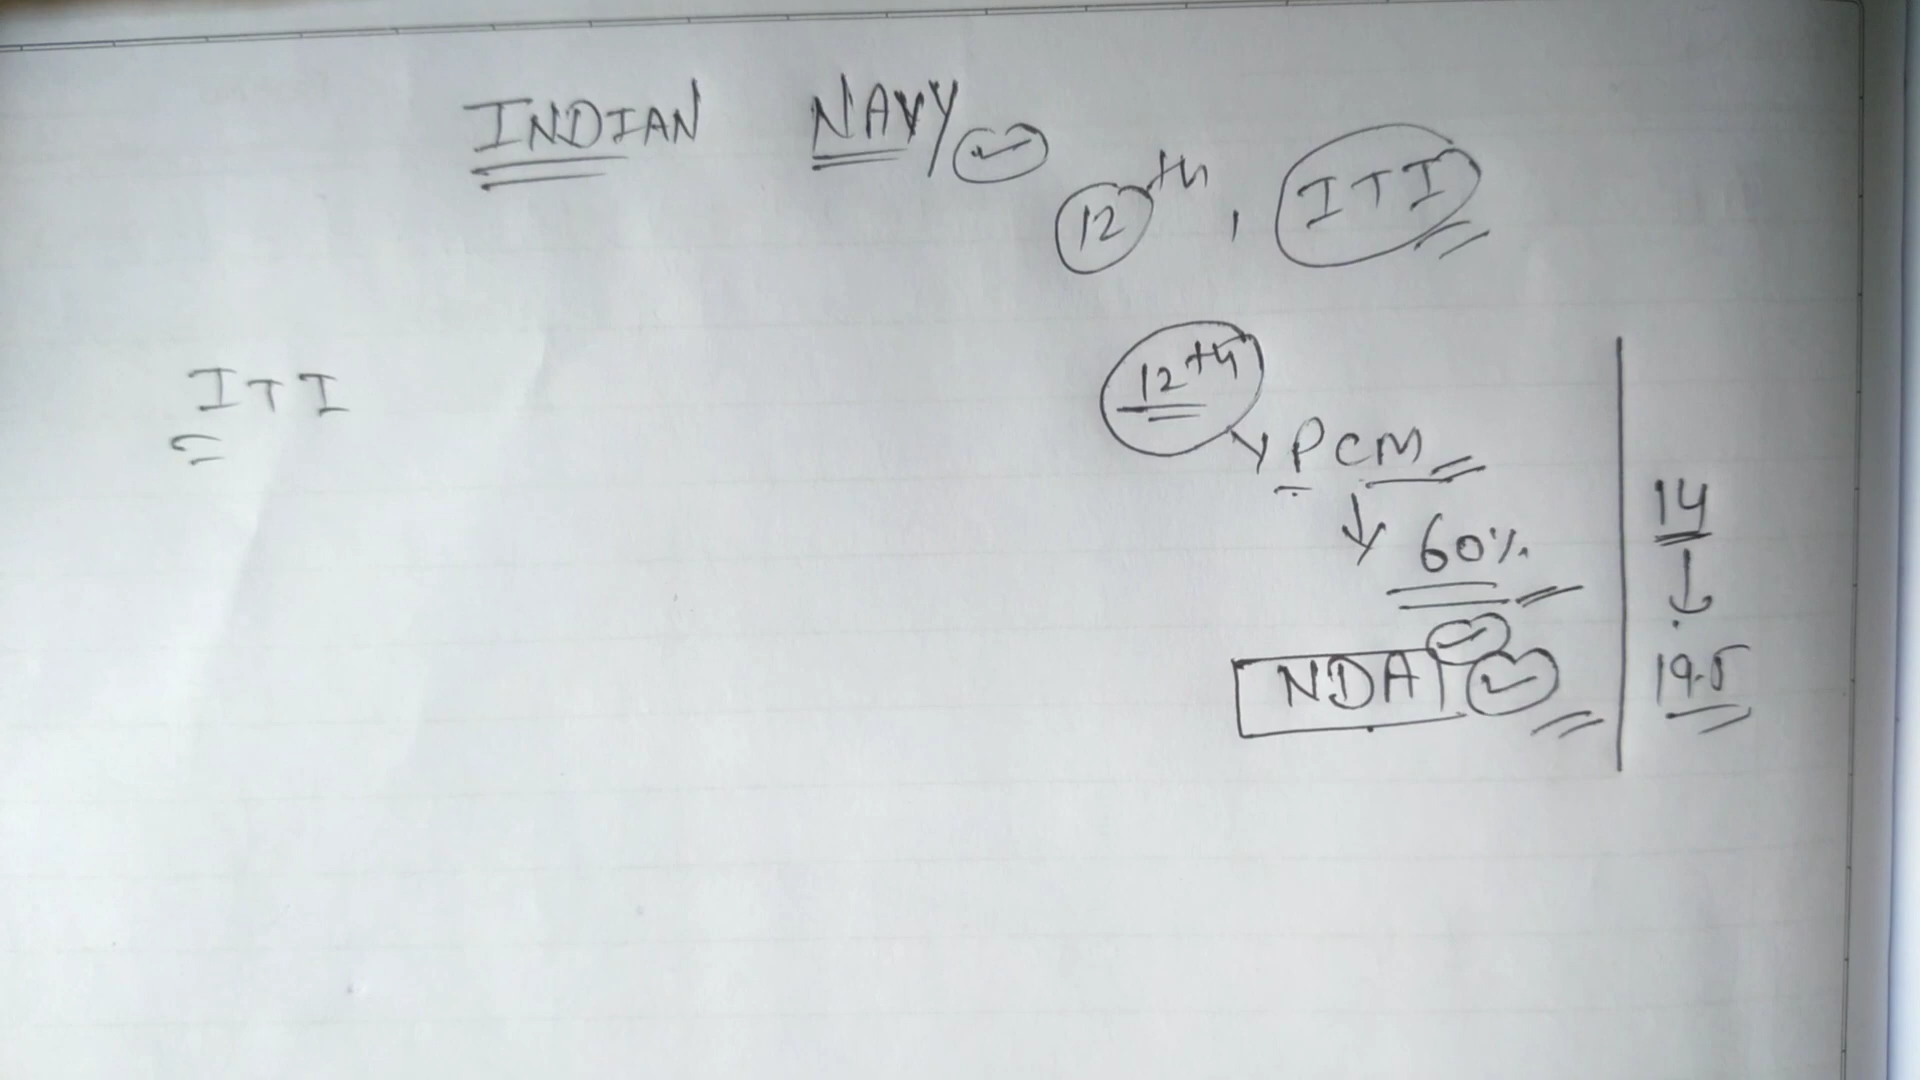 INDIAN NAVY
12th, ITI
ITI
12th
PCM
60%
NDA
14
19.5